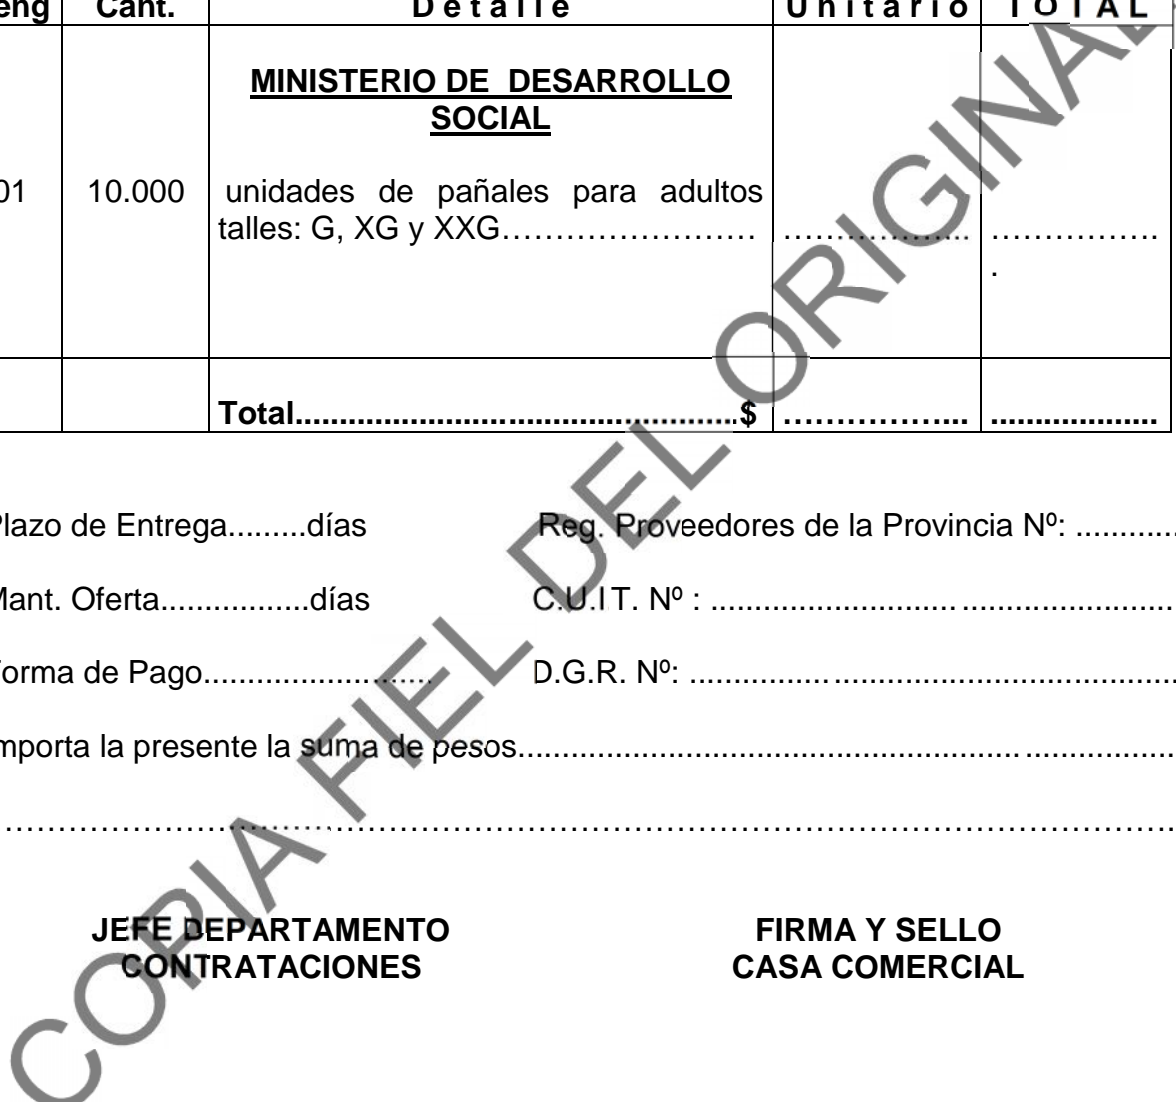 eng Cant. D e t a l l e U n i t a r i o T O T A L
MINISTERIO DE DESARROLLO
SOCIAL
01 10.000 unidades de pañales para adultos
talles: G, XG y XXG........................ .................. ................
.
Total....................................................$ .................. ...................
Plazo de Entrega.........días Reg. Proveedores de la Provincia Nº: ............
Mant. Oferta.................días C.U.I.T. Nº : .....................................................
Forma de Pago.......................... D.G.R. Nº: .......................................................
mporta la presente la suma de pesos...........................................................................
....................................................................................................................
JEFE DEPARTAMENTO FIRMA Y SELLO
CONTRATACIONES CASA COMERCIAL
COPIA FIEL DEL ORIGINAL